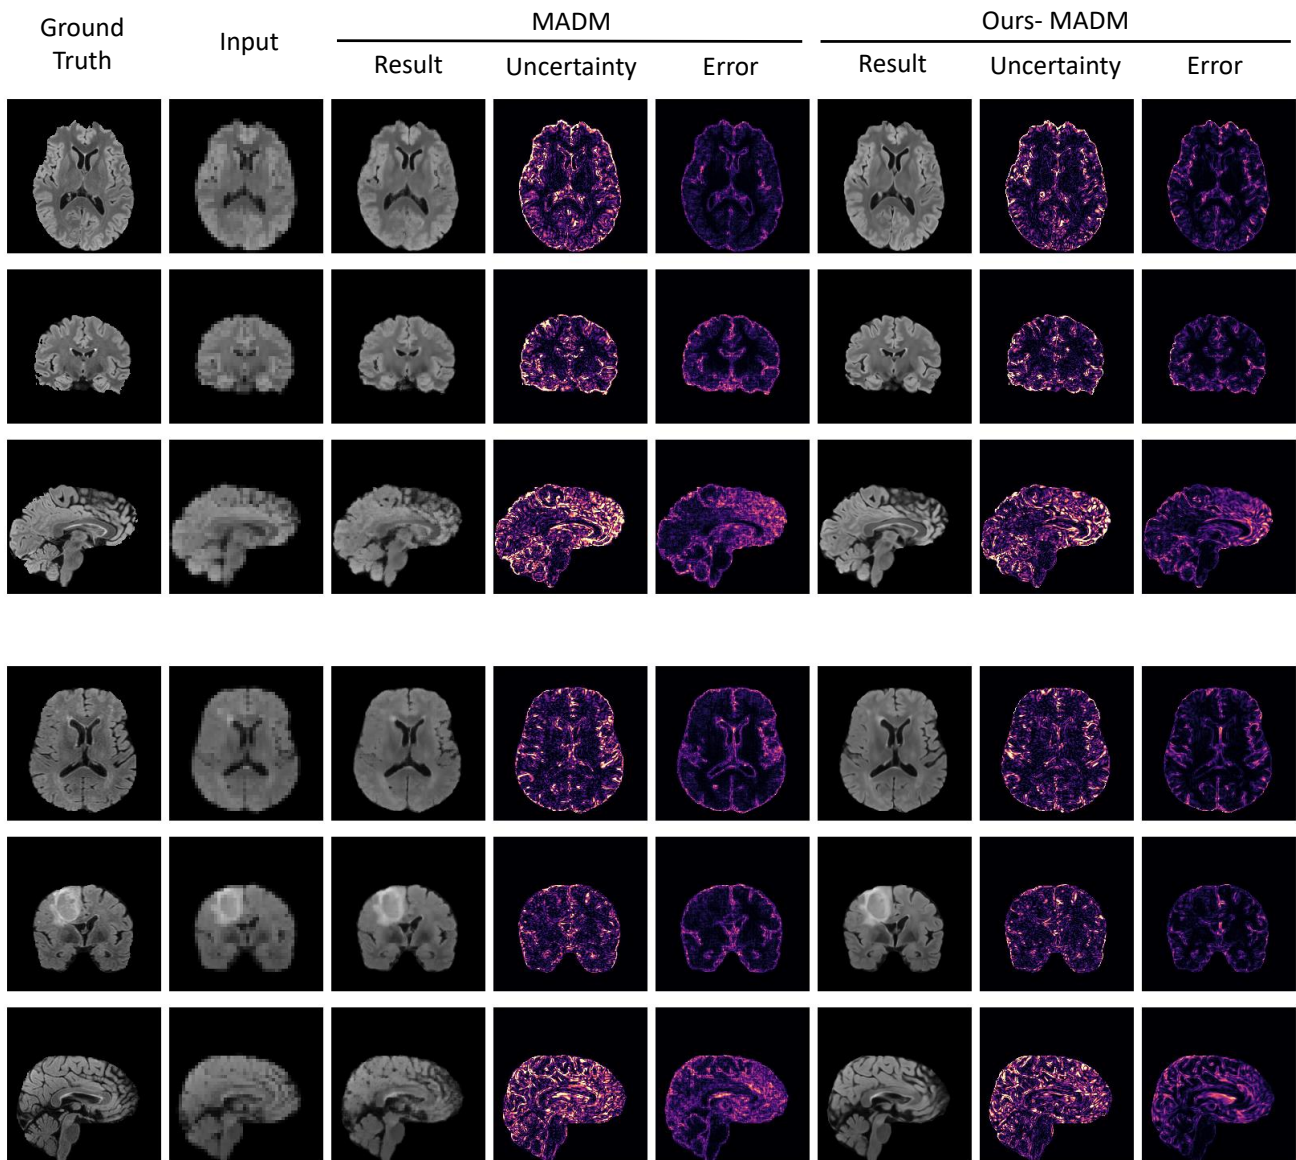 Ground
Truth
Input
MADM
Result Uncertainty Error
Ours- MADM
Result Uncertainty Error